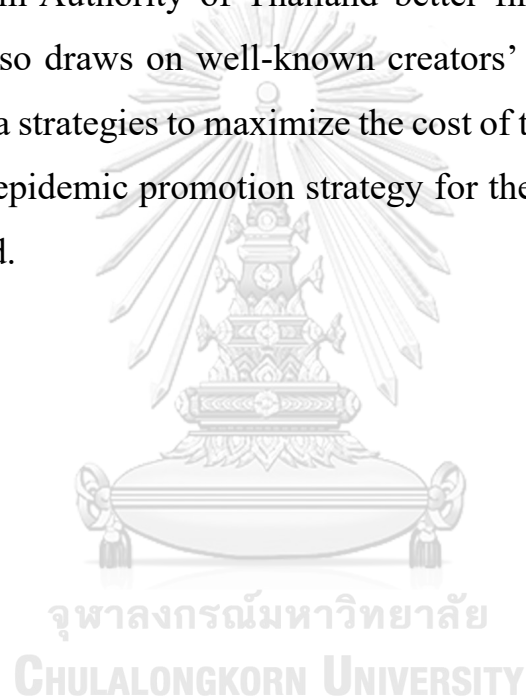 m Authority of Thailand better
so draws on well-known creators’
a strategies to maximize the cost of t
epidemic promotion strategy for the
d.
จุฬาลงกรณ์มหาวิทยาลัย
CHULALONGKORN UNIVERSITY